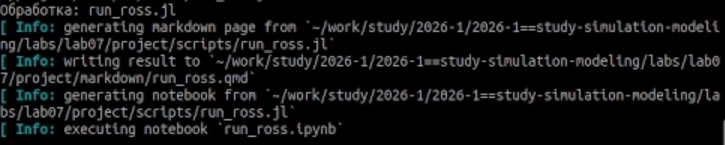 Обработка: run_ross.jl
[ Info: generating markdown page from `~/work/study/2026-1/2026-1==study-simulation-modeli
ng/labs/lab07/project/scripts/run_ross.jl`
[ Info: writing result to `~/work/study/2026-1/2026-1==study-simulation-modeling/labs/lab0
7/project/markdown/run_ross.qmd`
[ Info: generating notebook from `~/work/study/2026-1/2026-1==study-simulation-modeling/la
bs/lab07/project/scripts/run_ross.jl`
[ Info: executing notebook `run_ross.ipynb`